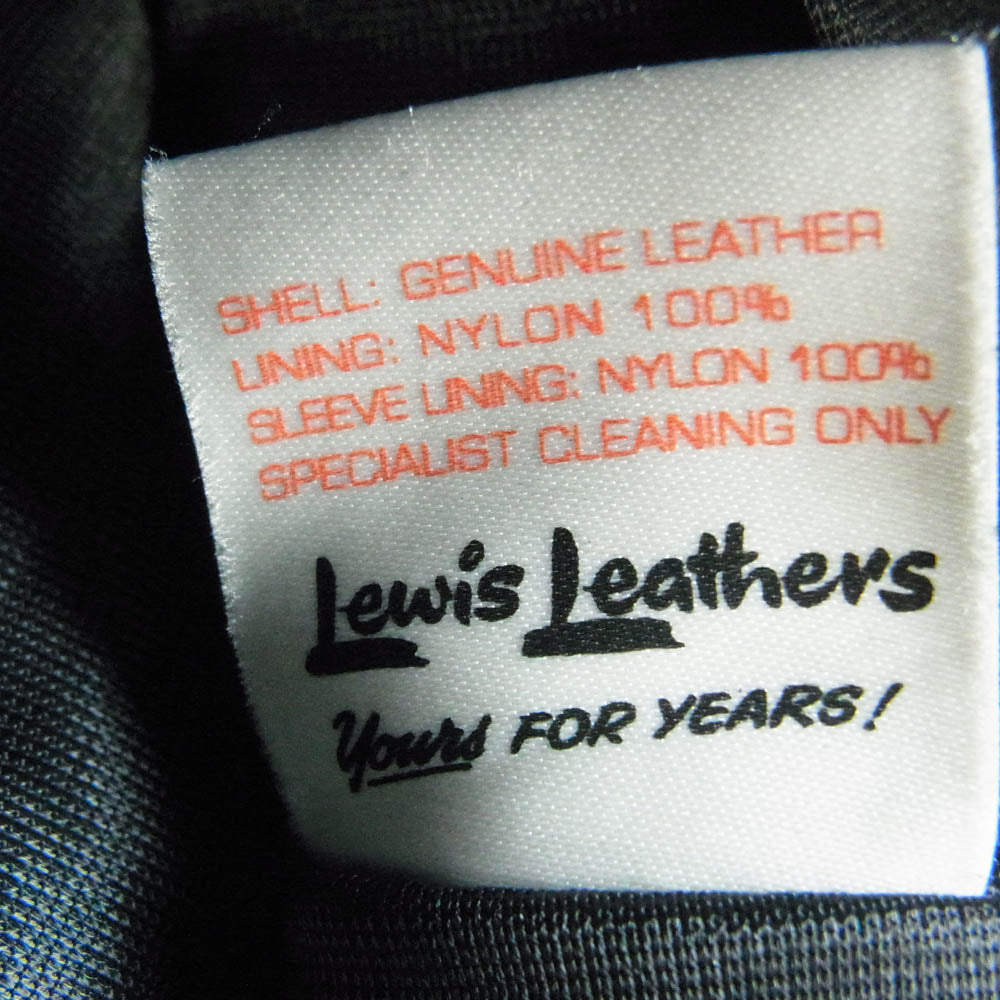 SHELL: GENUINE LEATHER
LINING: NYLON 100%
SLEEVE LINING: NYLON 100%
SPECIALIST CLEANING ONLY
Lewis Leathers
Yours FOR YEARS!